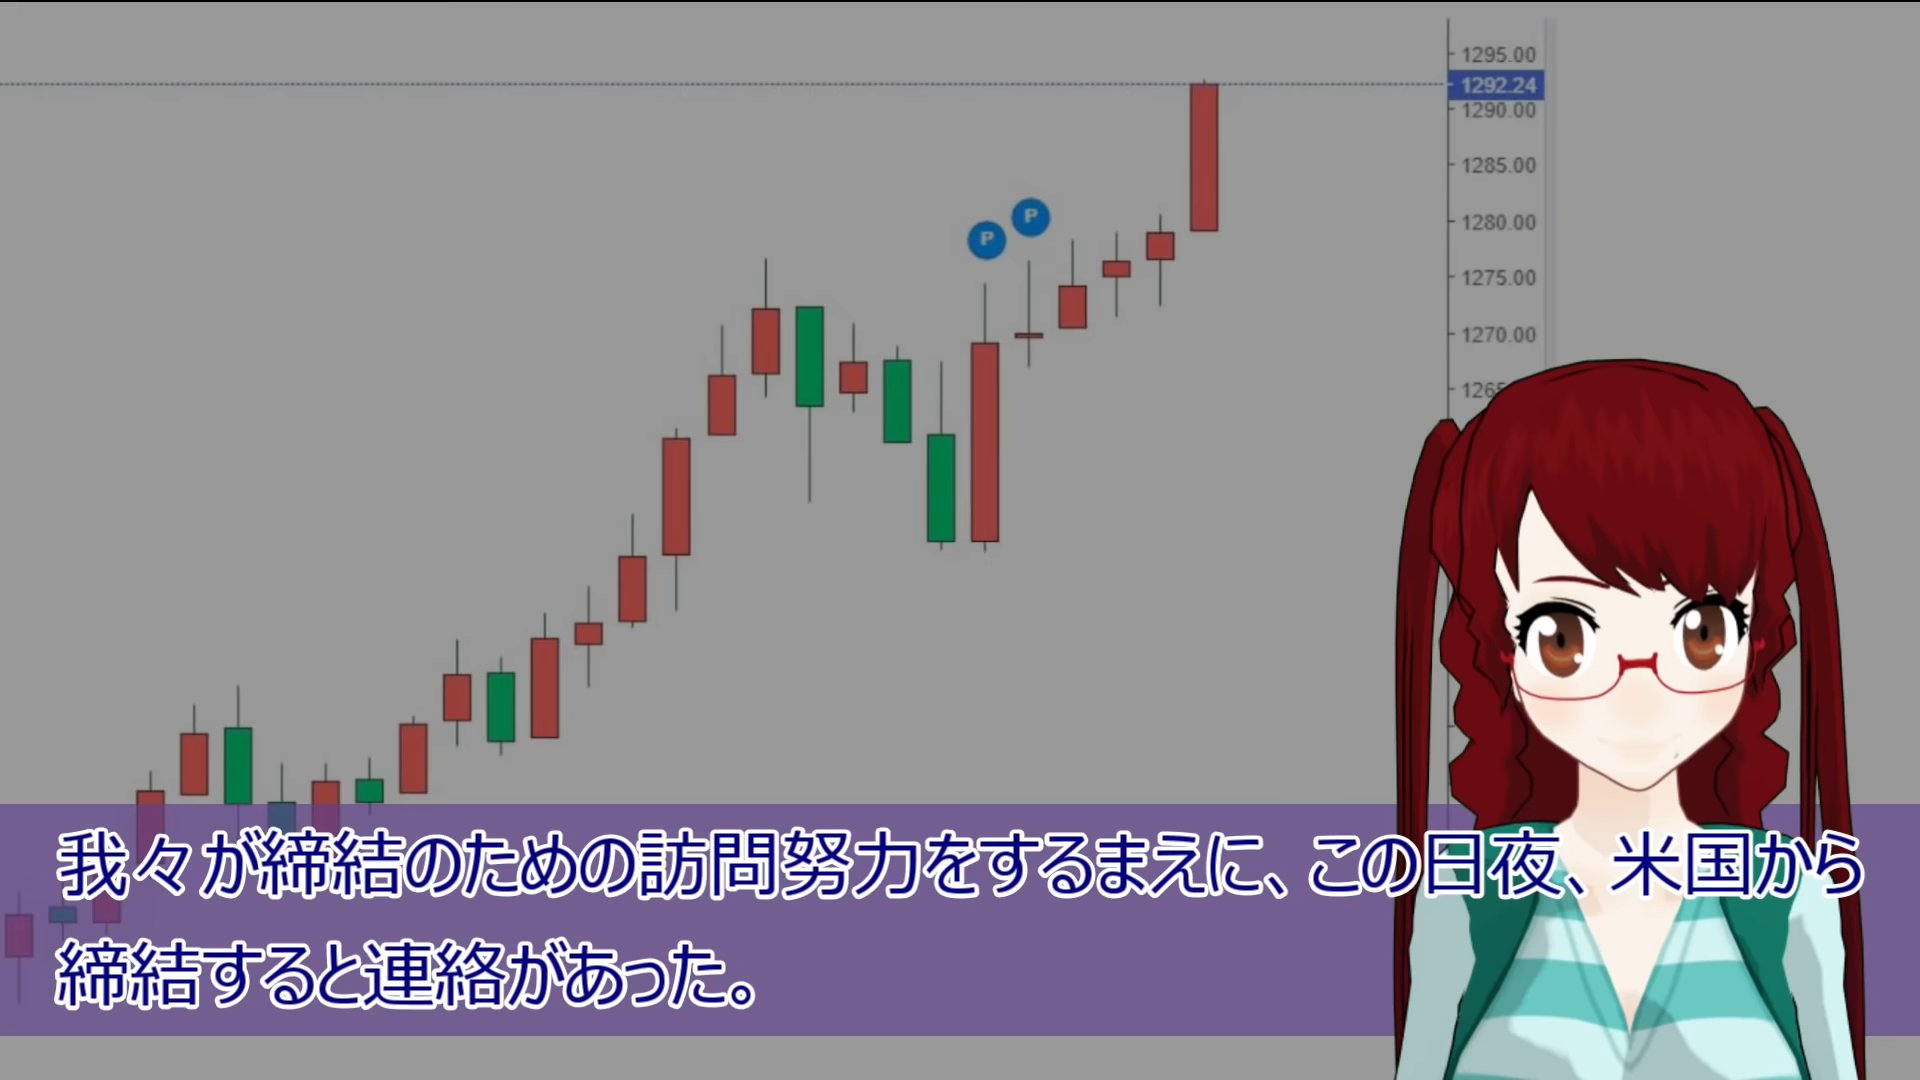 1295.00
1292.24
1290.00
1285.00
1280.00
P
P
1275.00
1270.00
我々が締結のための訪問努力をするまえに、この日夜、米国から
締結すると連絡があった。